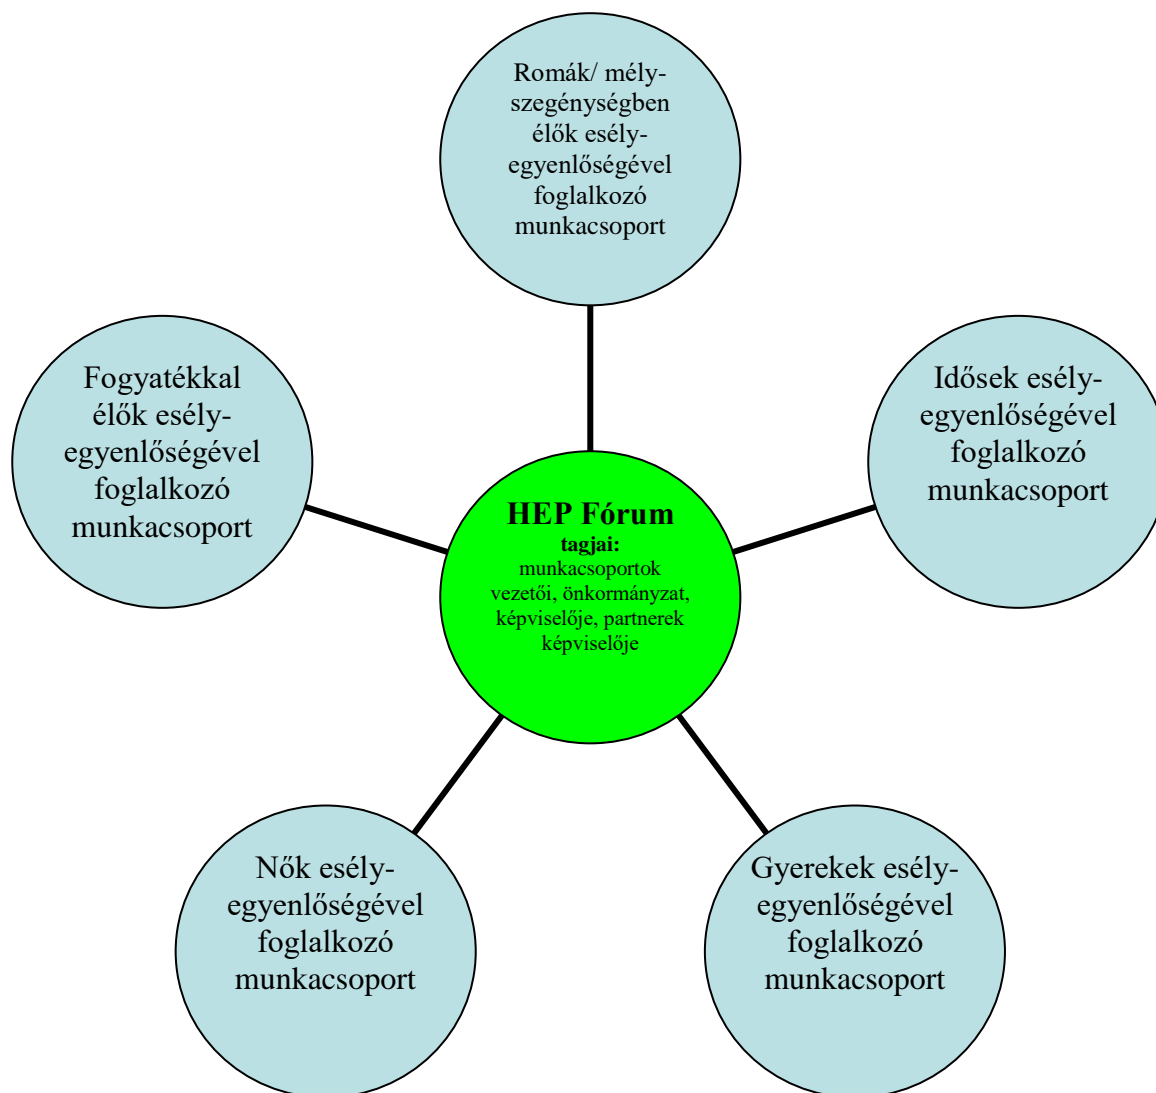 Romák/ mély-
szegénységben
élők esély-
egyenlőségével
foglalkozó
munkacsoport
Fogyatékkal
élők esély-
egyenlőségével
foglalkozó
munkacsoport
Idősek esély-
egyenlőségével
foglalkozó
munkacsoport
HEP Fórum
tagjai:
munkacsoportok
vezetői, önkormányzat,
képviselője, partnerek
képviselője
Nők esély-
egyenlőségével
foglalkozó
munkacsoport
Gyerekek esély-
egyenlőségével
foglalkozó
munkacsoport